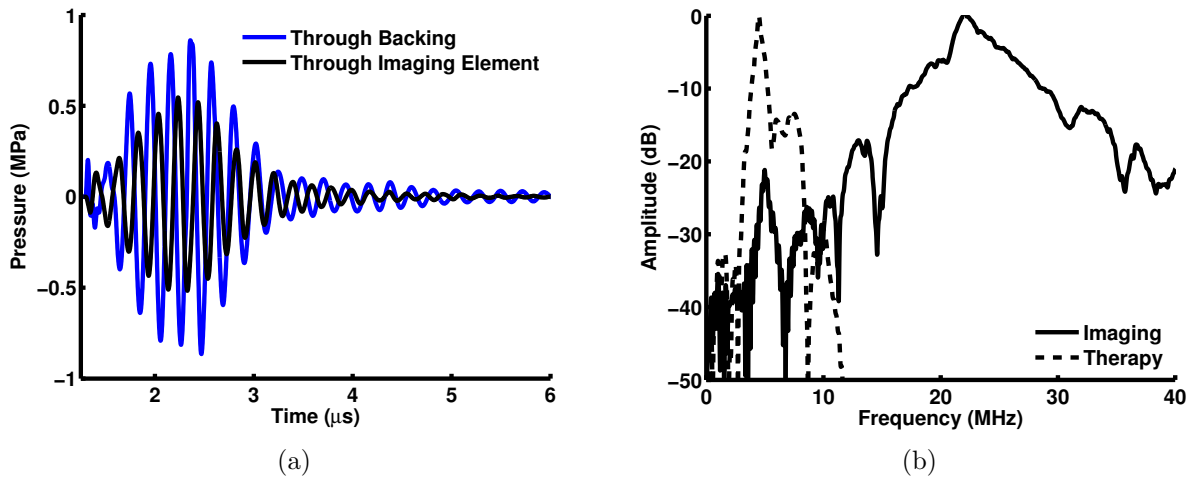 1
0.5
0
−0.5
−1
Pressure (MPa)
Through Backing
Through Imaging Element
2
3
4
5
6
Time (μs)
(a)
0
−10
−20
−30
−40
−50
Amplitude (dB)
Imaging
Therapy
0
10
20
30
40
Frequency (MHz)
(b)